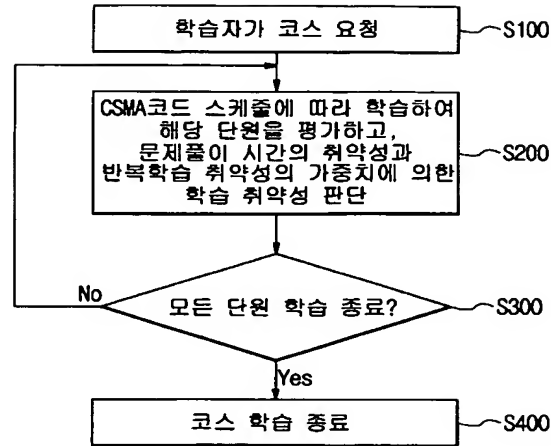 학습자가 코스 요청
S100
CSMA코드 스케줄에 따라 학습하여
해당 단원을 평가하고,
문제풀이 시간의 취약성과
반복학습 취약성의 가중치에 의한
학습 취약성 판단
S200
No
모든 단원 학습 종료?
S300
Yes
코스 학습 종료
S400